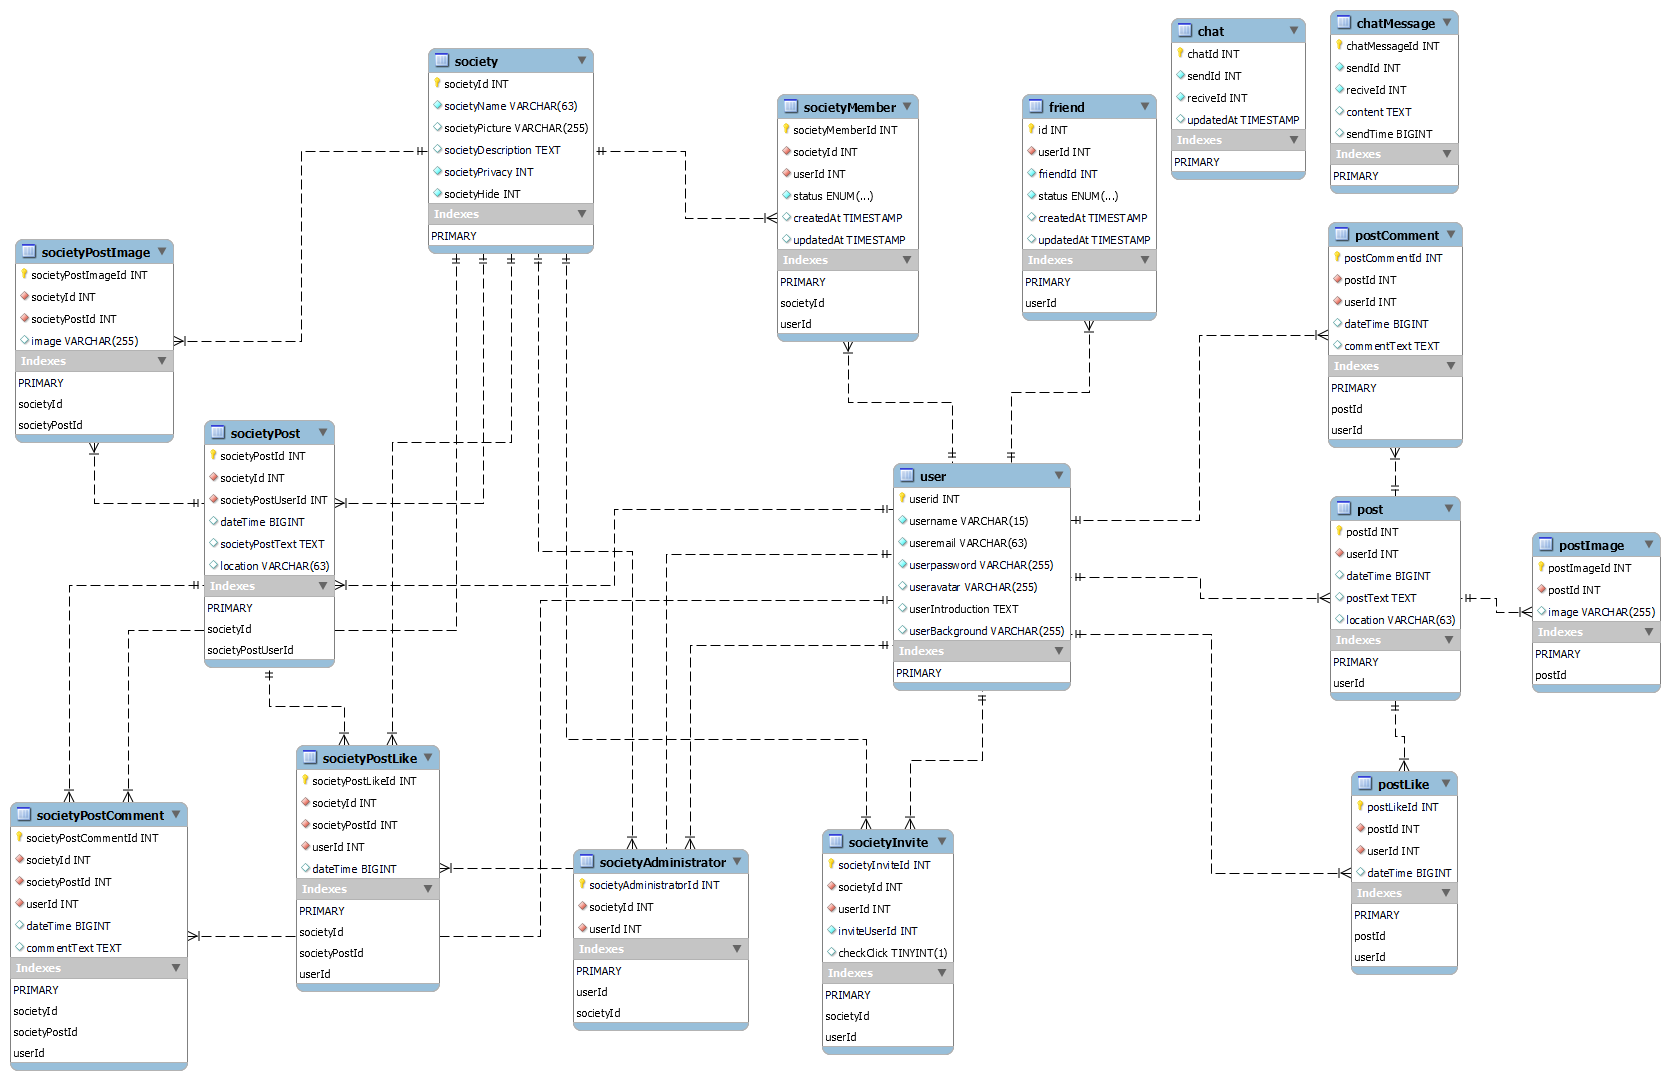 society
societyId INT
societyName VARCHAR(63)
societyPicture VARCHAR(255)
societyDescription TEXT
societyPrivacy INT
societyHide INT
Indexes
PRIMARY
societyMember
societyMemberId INT
societyId INT
userId INT
status ENUM(...)
createdAt TIMESTAMP
updatedAt TIMESTAMP
Indexes
PRIMARY
societyId
userId
friend
id INT
userId INT
friendId INT
status ENUM(...)
createdAt TIMESTAMP
updatedAt TIMESTAMP
Indexes
PRIMARY
userId
chat
chatId INT
sendId INT
reciveId INT
updatedAt TIMESTAMP
Indexes
PRIMARY
chatMessage
chatMessageId INT
sendId INT
reciveId INT
content TEXT
sendTime BIGINT
Indexes
PRIMARY
societyPostImage
societyPostImageId INT
societyId INT
societyPostId INT
image VARCHAR(255)
Indexes
PRIMARY
societyId
societyPostId
societyPost
societyPostId INT
societyId INT
societyPostUserId INT
dateTime BIGINT
societyPostText TEXT
location VARCHAR(63)
Indexes
PRIMARY
societyId
societyPostUserId
user
userid INT
username VARCHAR(15)
useremail VARCHAR(63)
userpassword VARCHAR(255)
useravatar VARCHAR(255)
userIntroduction TEXT
userBackground VARCHAR(255)
Indexes
PRIMARY
postComment
postCommentId INT
postId INT
userId INT
dateTime BIGINT
commentText TEXT
Indexes
PRIMARY
postId
userId
post
postId INT
userId INT
dateTime BIGINT
postText TEXT
location VARCHAR(63)
Indexes
PRIMARY
userId
postImage
postImageId INT
postId INT
image VARCHAR(255)
Indexes
PRIMARY
postId
societyPostComment
societyPostCommentId INT
societyId INT
societyPostId INT
userId INT
dateTime BIGINT
commentText TEXT
Indexes
PRIMARY
societyId
societyPostId
userId
societyPostLike
societyPostLikeId INT
societyId INT
societyPostId INT
userId INT
dateTime BIGINT
Indexes
PRIMARY
societyId
societyPostId
userId
societyAdministrator
societyAdministratorId INT
societyId INT
userId INT
Indexes
PRIMARY
userId
societyId
societyInvite
societyInviteId INT
societyId INT
userId INT
inviteUserId INT
checkClick TINYINT(1)
Indexes
PRIMARY
societyId
userId
postLike
postLikeId INT
postId INT
userId INT
dateTime BIGINT
Indexes
PRIMARY
postId
userId